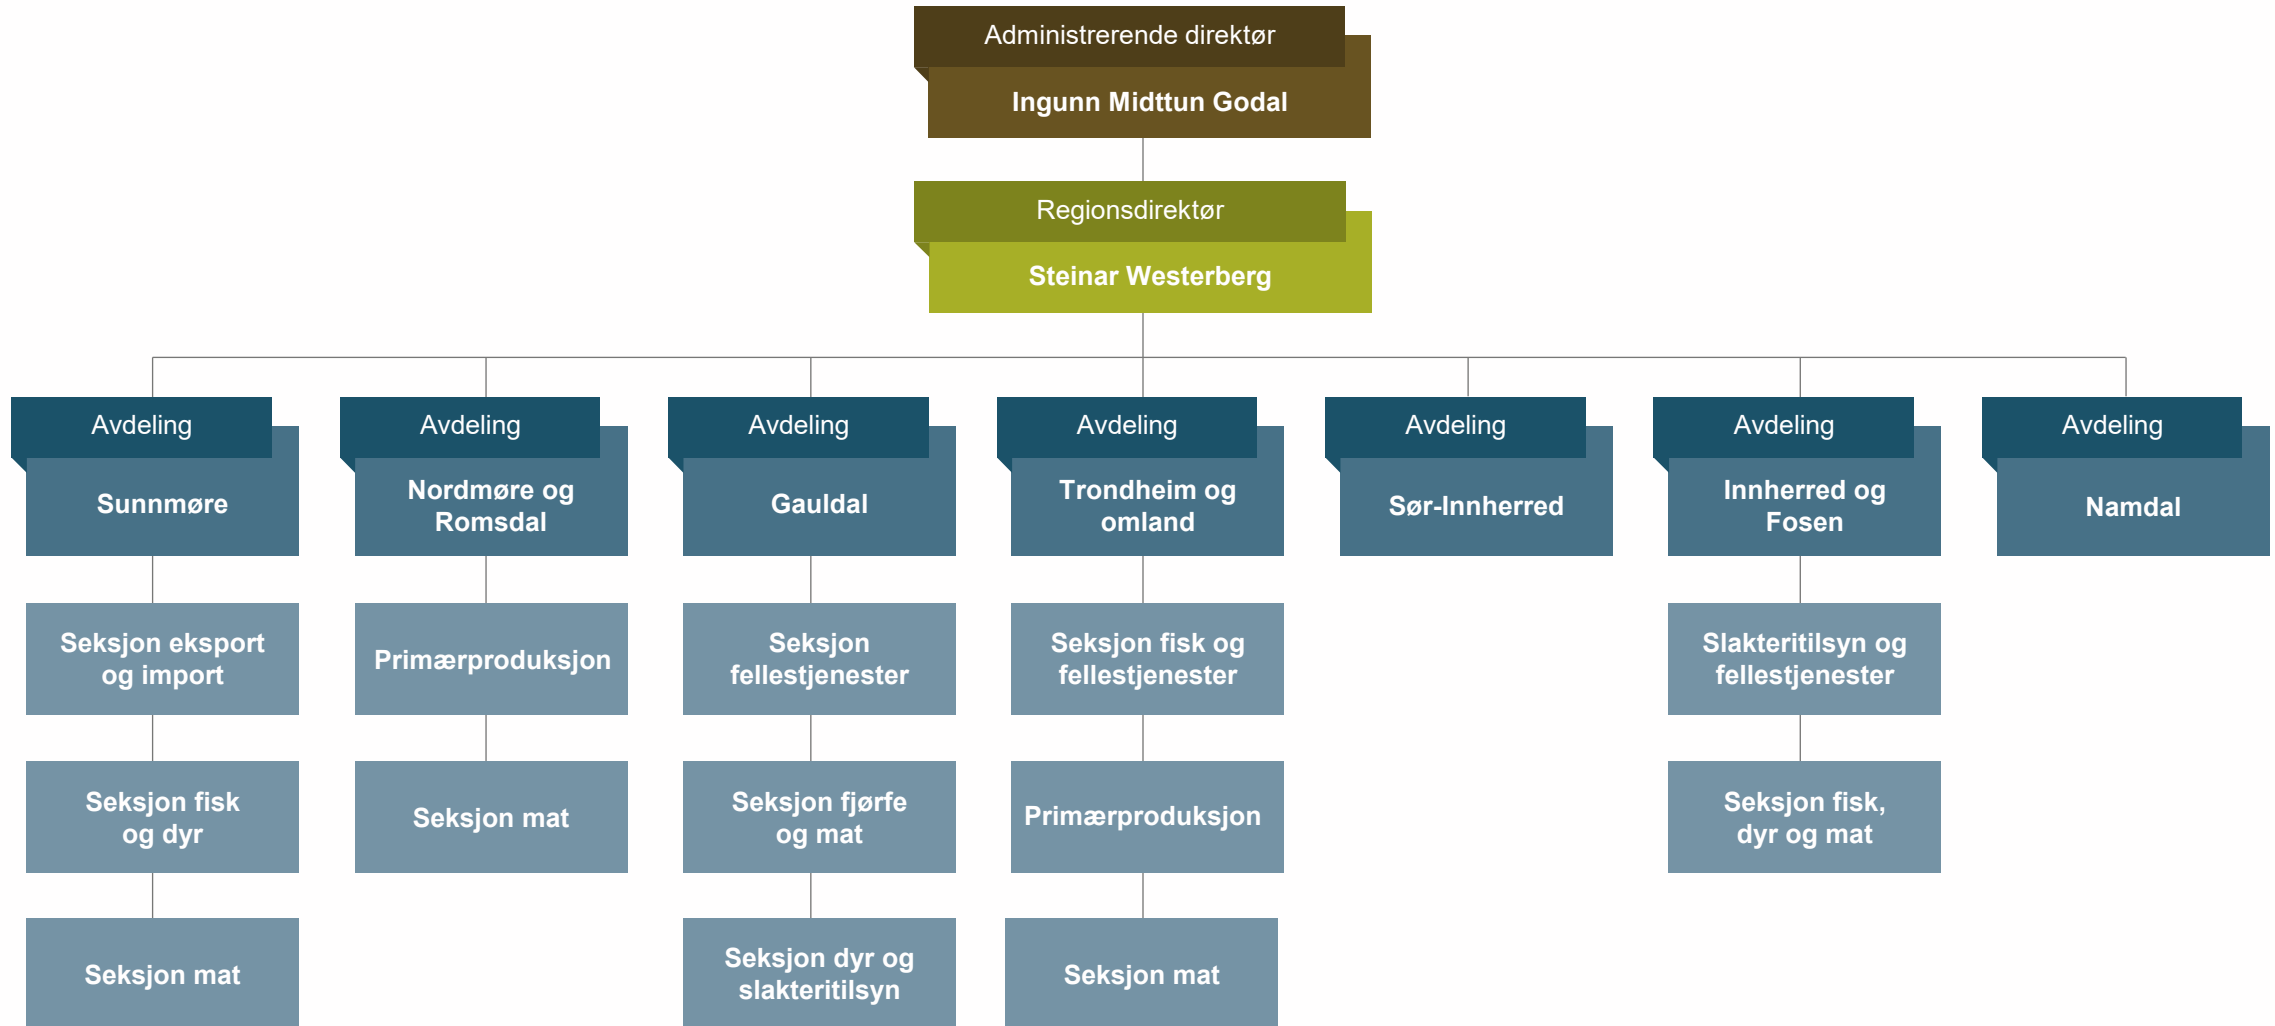 Administrerende direktør
Ingunn Midttun Godal
Regionsdirektør
Steinar Westerberg
Avdeling
Sunnmøre
Seksjon eksport
og import
Seksjon fisk
og dyr
Seksjon mat
Avdeling
Nordmøre og
Romsdal
Primærproduksjon
Seksjon mat
Avdeling
Gauldal
Seksjon
fellestjenester
Seksjon fjørfe
og mat
Seksjon dyr og
slakteritilsyn
Avdeling
Trondheim og
omland
Seksjon fisk og
fellestjenester
Primærproduksjon
Seksjon mat
Avdeling
Sør-Innherred
Avdeling
Innherred og
Fosen
Slakteritilsyn og
fellestjenester
Seksjon fisk,
dyr og mat
Avdeling
Namdal